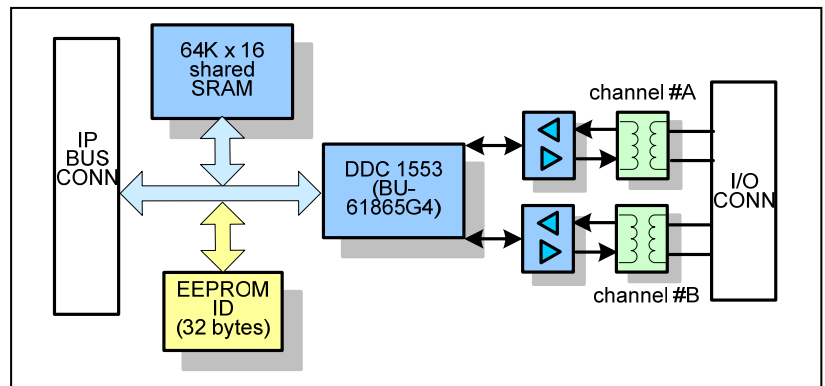 64K x 16
shared
SRAM
IP
BUS
CONN
DDC 1553
(BU-
61865G4)
EEPROM
ID
(32 bytes)
channel #A
channel #B
I/O
CONN